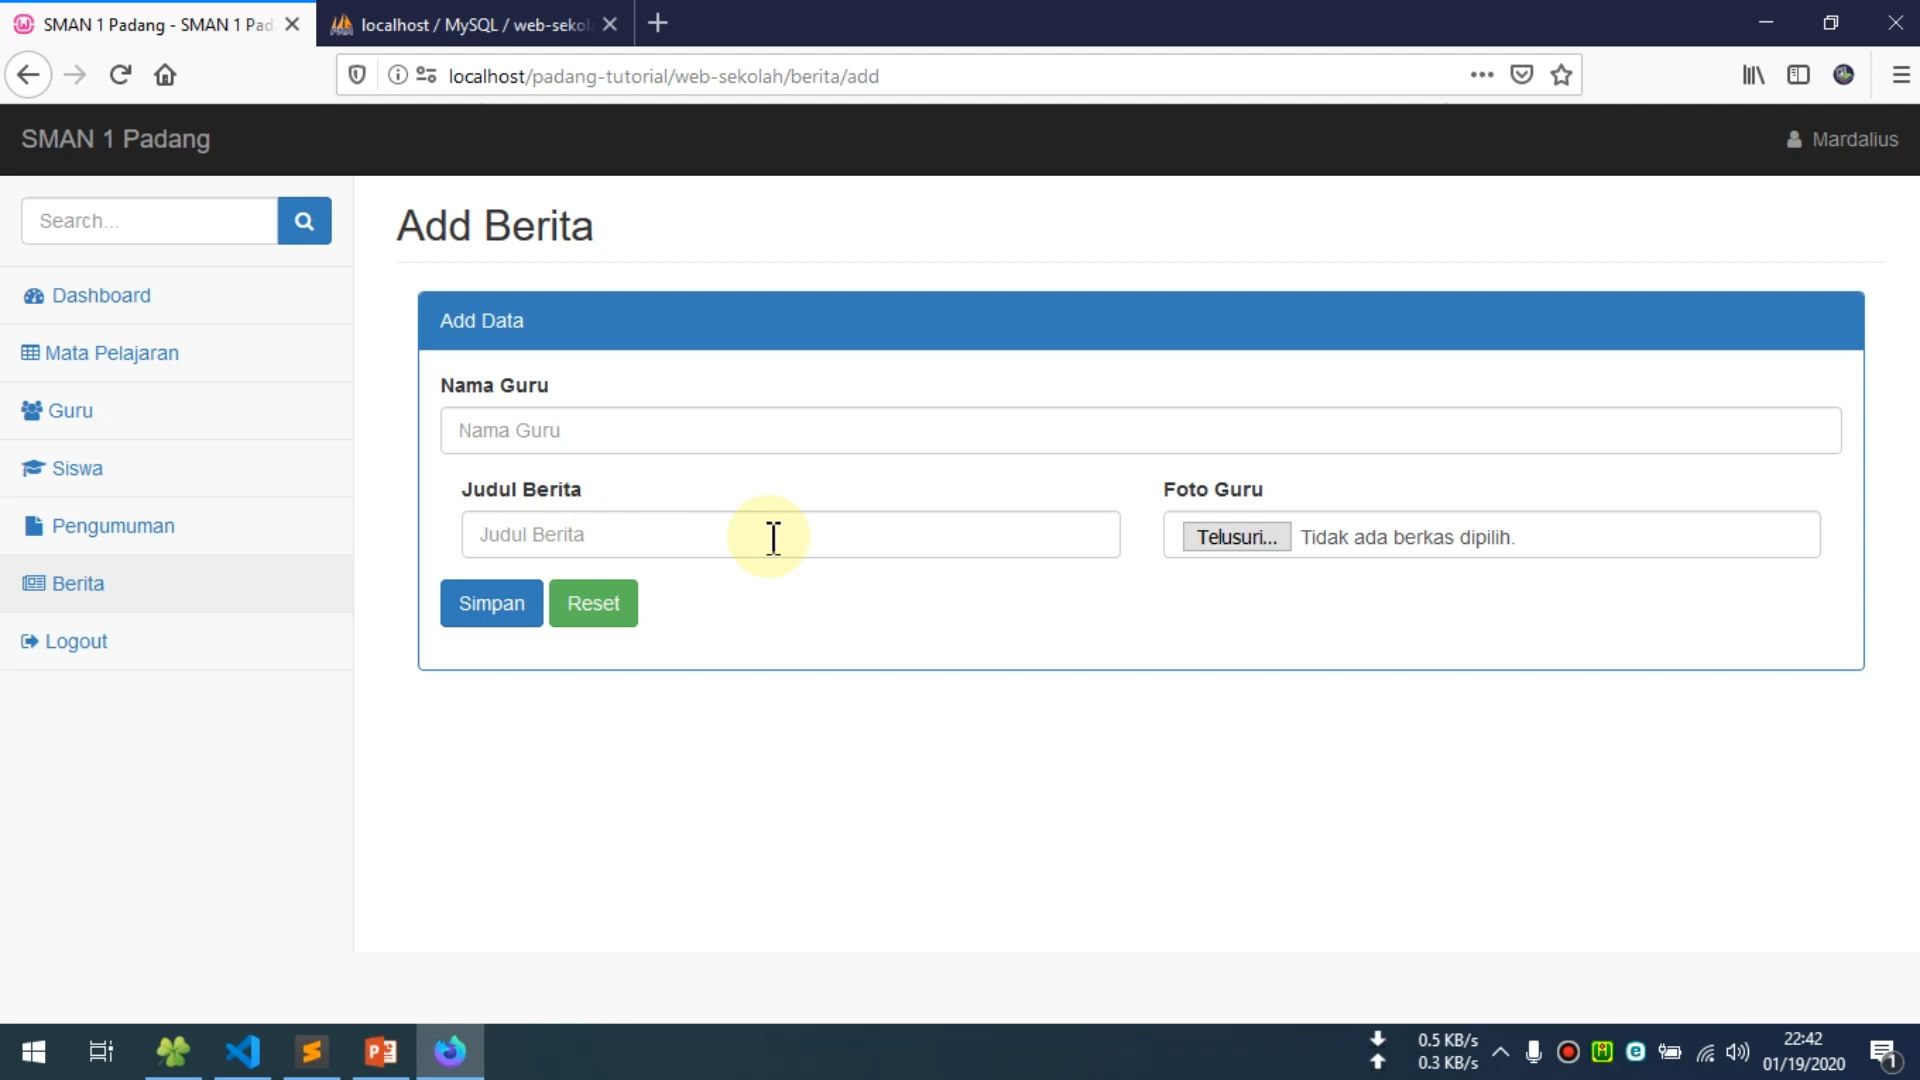 SMAN 1 Padang - SMAN 1 Pad
localhost / MySQL / web-sekol
localhost/padang-tutorial/web-sekolah/berita/add
SMAN 1 Padang
Mardalius
Search...
Dashboard
Mata Pelajaran
Guru
Siswa
Pengumuman
Berita
Logout
Add Berita
Add Data
Nama Guru
Nama Guru
Judul Berita
Foto Guru
Judul Berita
Telusuri... Tidak ada berkas dipilih.
Simpan
Reset
0.5 KB/s
0.3 KB/s
22:42
01/19/2020
1